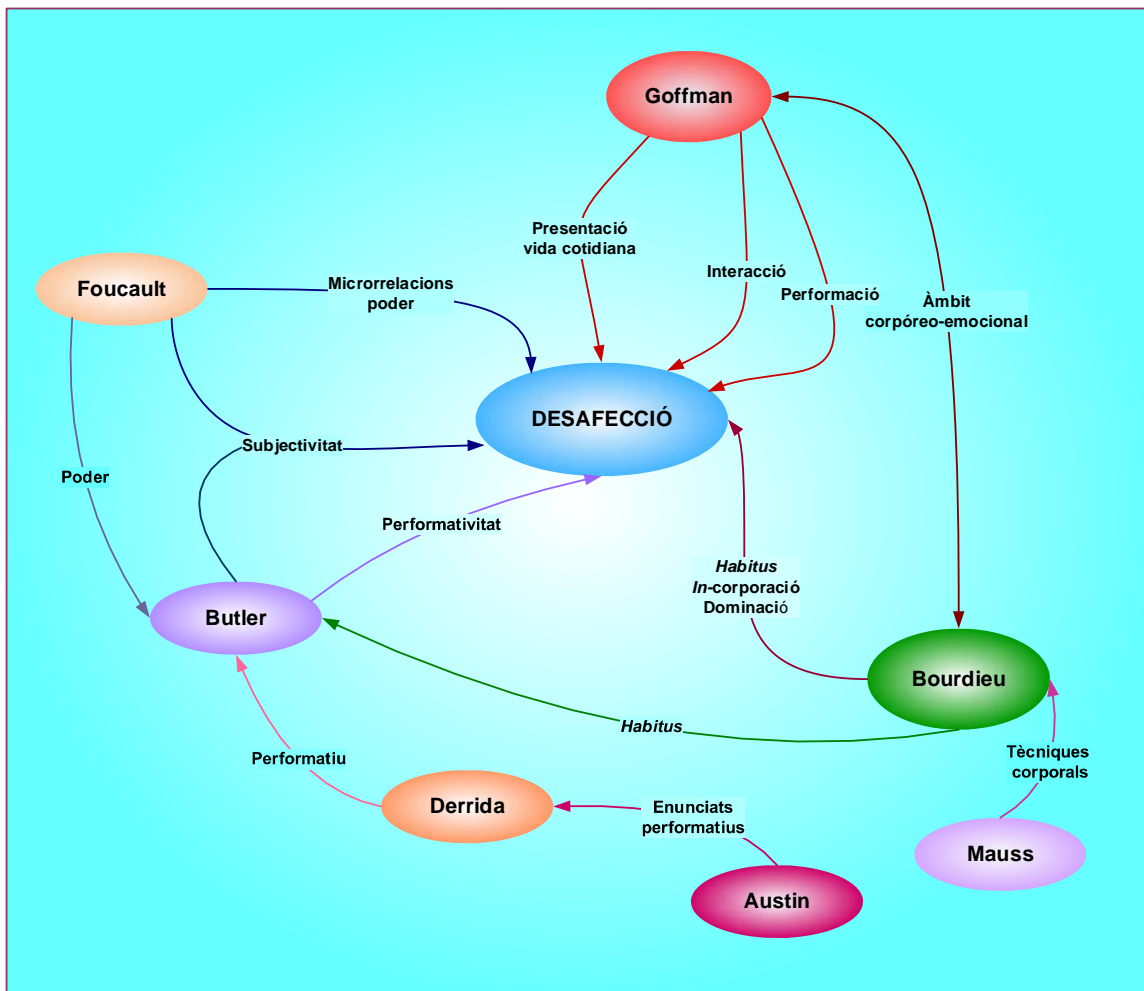 Goffman
Presentació
vida cotidiana
Interacció
Performació
Foucault
Microrrelacions
poder
Àmbit
corpóreo-emocional
DESAFECCIÓ
Subjectivitat
Poder
Performativitat
Habitus
In-corporació
Dominació
Butler
Bourdieu
Habitus
Performatiu
Tècniques
corporals
Derrida
Enunciats
performatius
Mauss
Austin